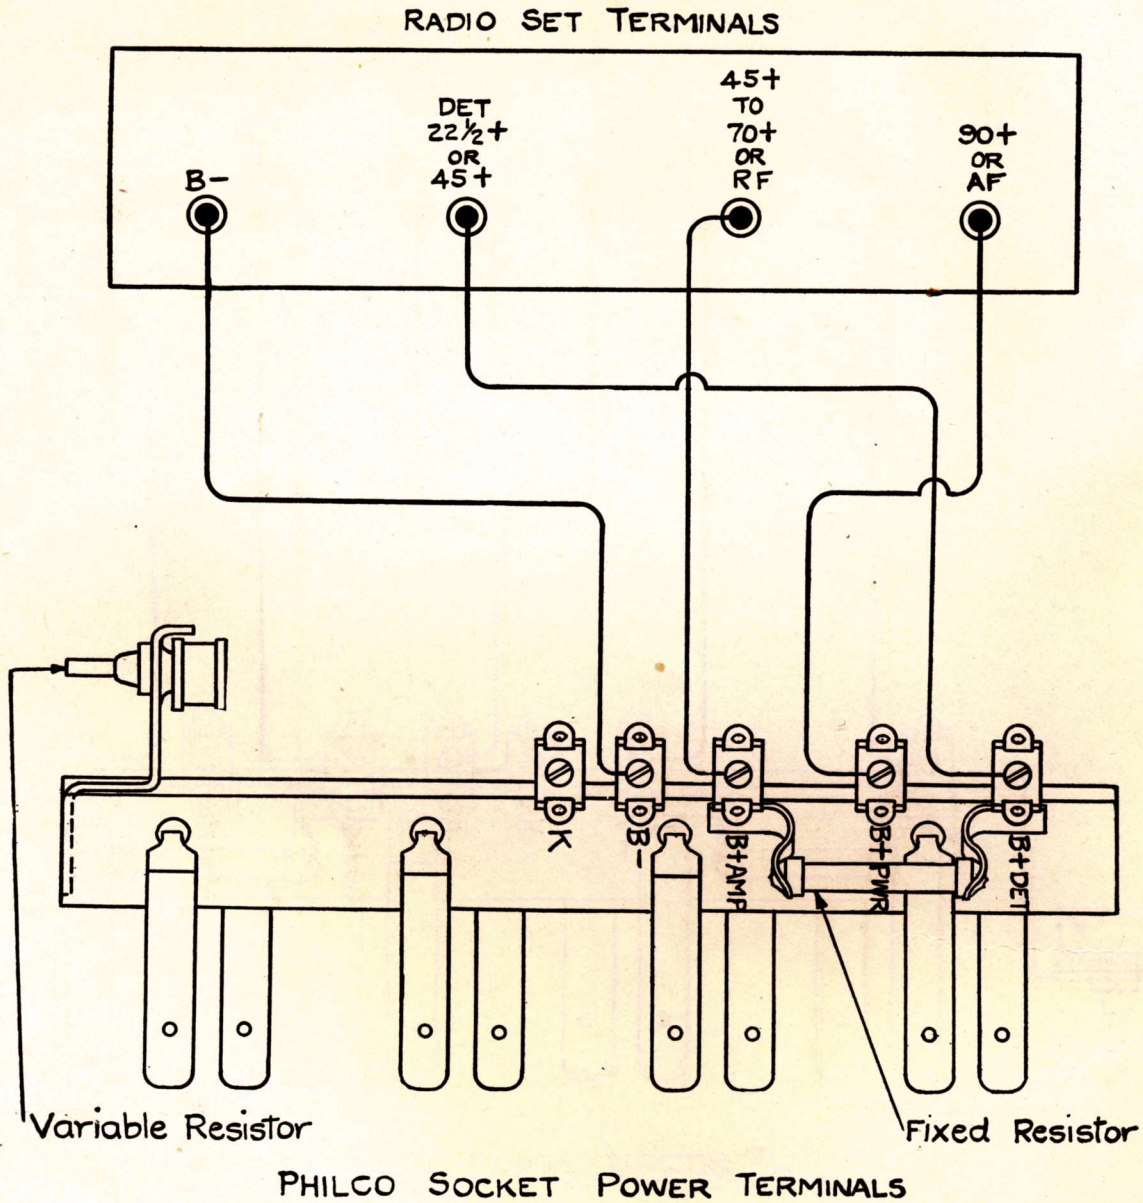 RADIO SET TERMINALS
B-
DET
22½+
OR
45+
45+
TO
70+
OR
RF
90+
OR
AF
K
B-
B+AMP
B+PWR
B+DET
Variable Resistor
Fixed Resistor
PHILCO SOCKET POWER TERMINALS